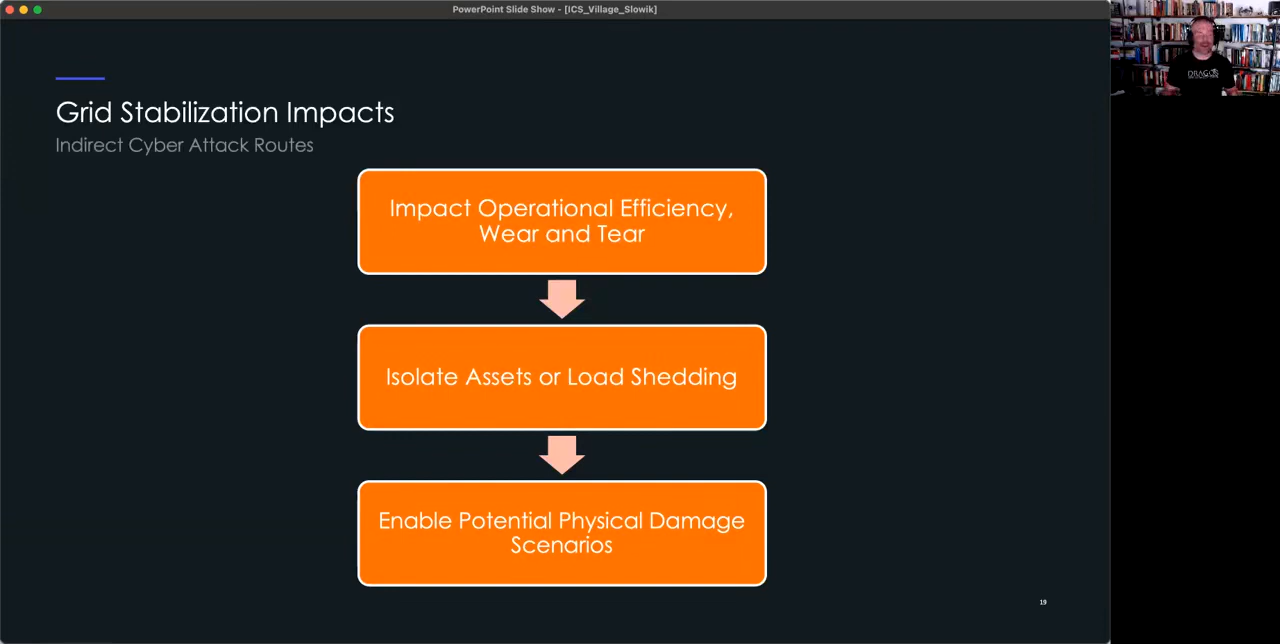 PowerPoint Slide Show - [ICS_Village_Slowik]
Grid Stabilization Impacts
Indirect Cyber Attack Routes
Impact Operational Efficiency,
Wear and Tear
Isolate Assets or Load Shedding
Enable Potential Physical Damage
Scenarios
19
DRAGOS